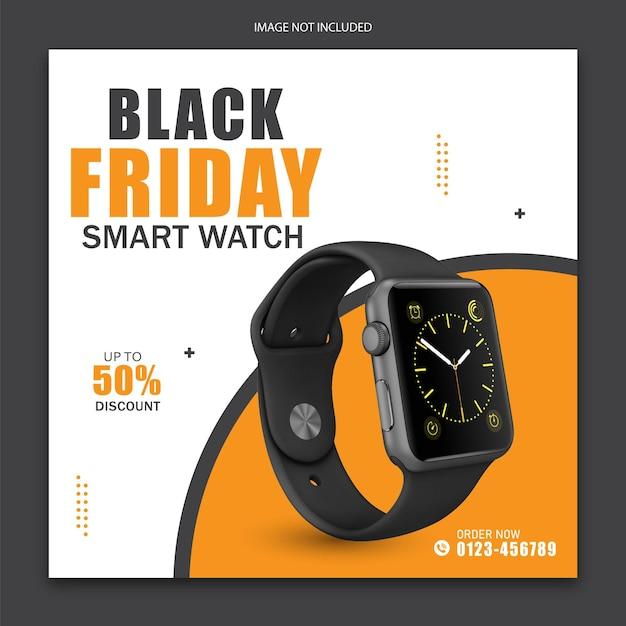 IMAGE NOT INCLUDED
BLACK
FRIDAY
SMART WATCH
UP TO
50%
DISCOUNT
ORDER NOW
0123-456789